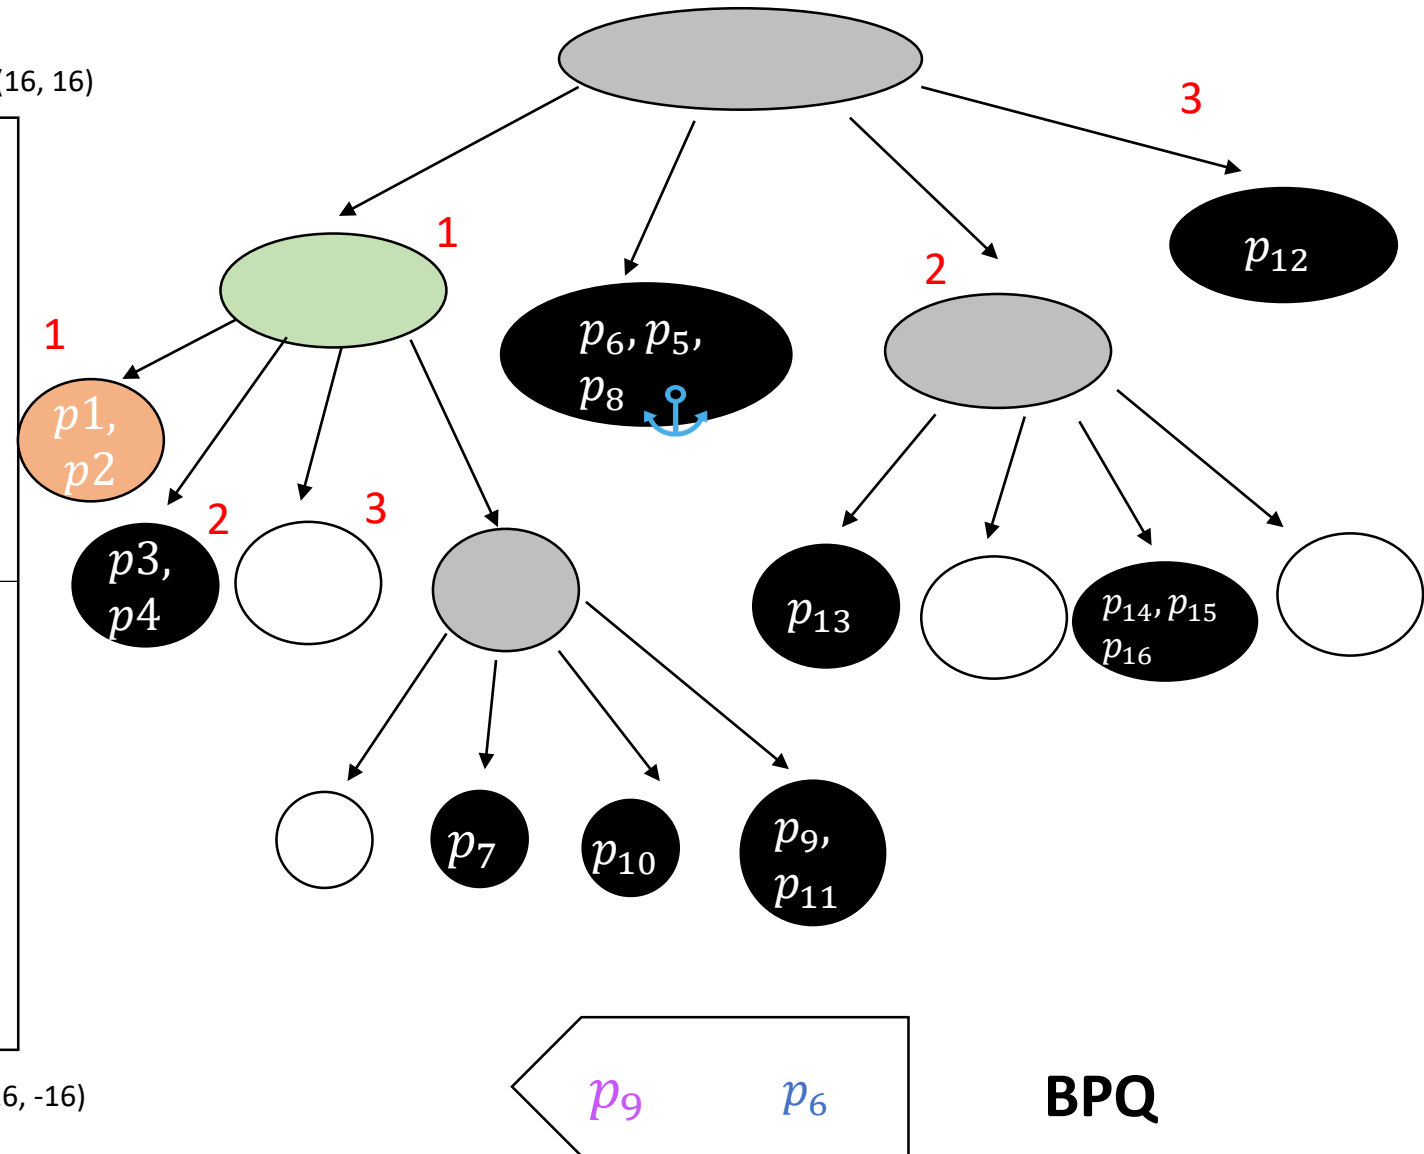 (16, 16)
3
1
p₁₂
2
p₆, p₅,
p₈
1
p1,
p2
2
3
p3,
p4
p₁₃
p₁₄, p₁₅
p₁₆
p₇
p₁₀
p₉,
p₁₁
6, -16)
p₉ p₆
BPQ